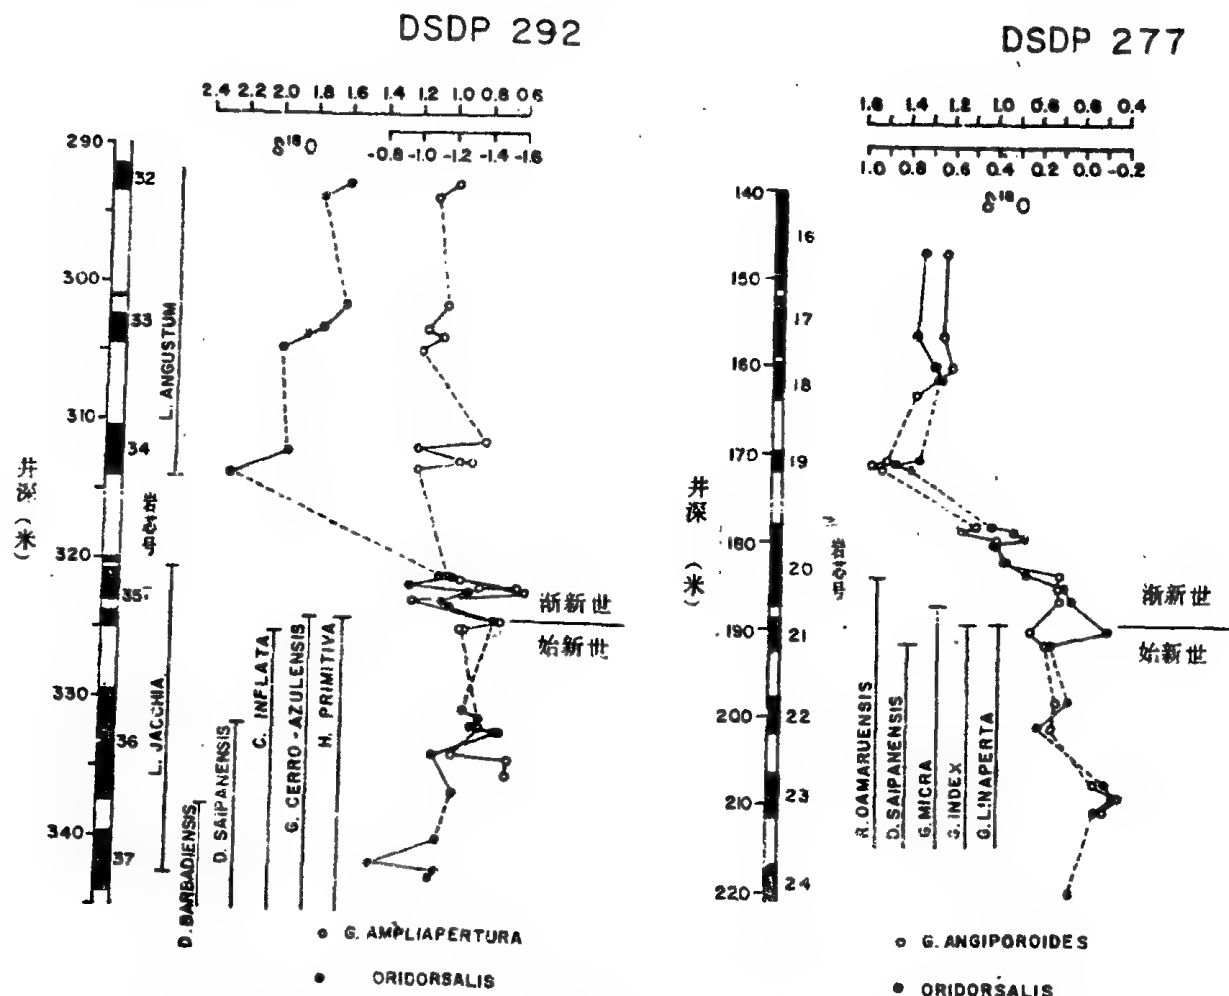 DSDP 292
DSDP 277
2.4 2.2 2.0 1.8 1.6 1.4 1.2 1.0 0.8 0.6
δ¹⁸O
-0.8 -1.0 -1.2 -1.4 -1.6
290
300
310
320
330
340
井深（米）
32
33
34
35
36
37
L. ANGUSTUM
L. JACCHIA
D. BARBADIENSIS
D. SAIPANENSIS
C. INFLATA
G. CERRO-AZULENSIS
H. PRIMITIVA
渐新世
始新世
G. AMPLIAPERTURA
ORIDORSALIS
1.6 1.4 1.2 1.0 0.4
1.0 0.8 0.6 0.4 0.2 0.0 -0.2
δ¹⁸O
140
150
160
170
180
190
200
210
220
井深（米）
16
17
18
19
20
21
22
23
24
R. OAMARUENSIS
D. SAIPANENSIS
G. MICRA
G. INDEX
G. LINAPERTA
渐新世
始新世
G. ANGIPOROIDES
ORIDORSALIS